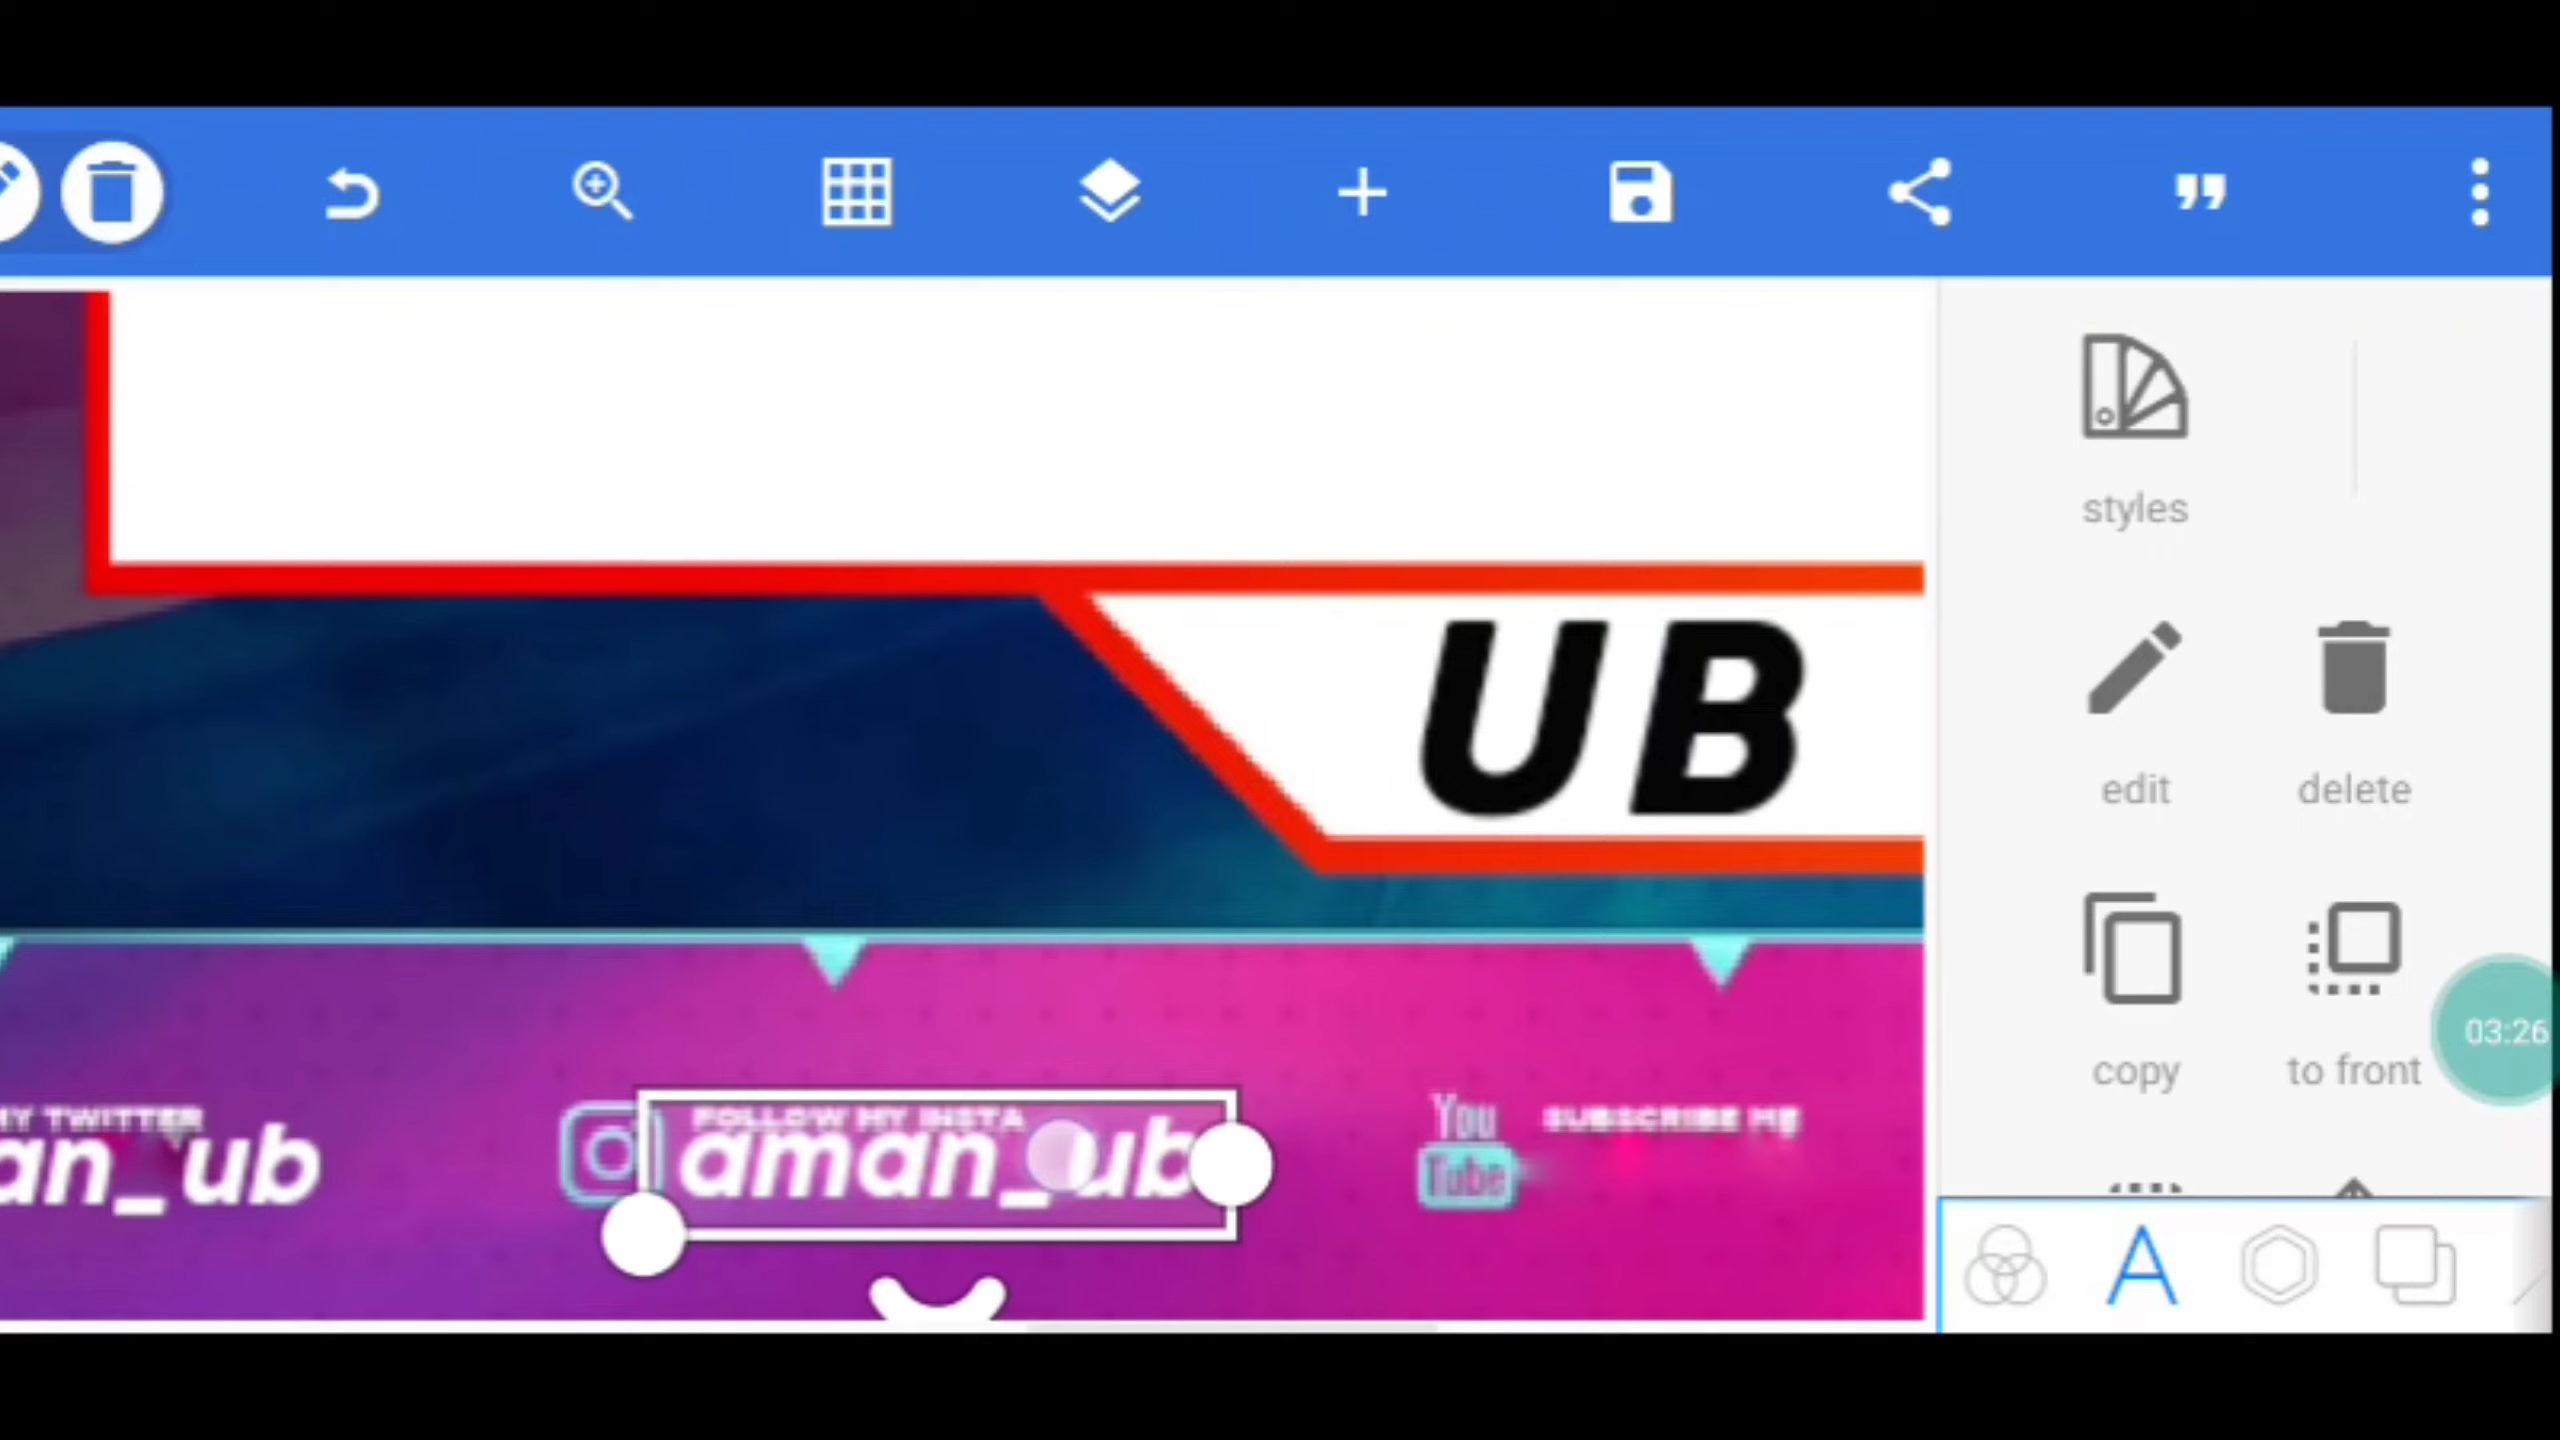 styles
UB
edit delete
copy to front
03:26
MY TWITTER
an_ub
FOLLOW MY INSTA
aman_ub
You
Tube
SUBSCRIBE ME